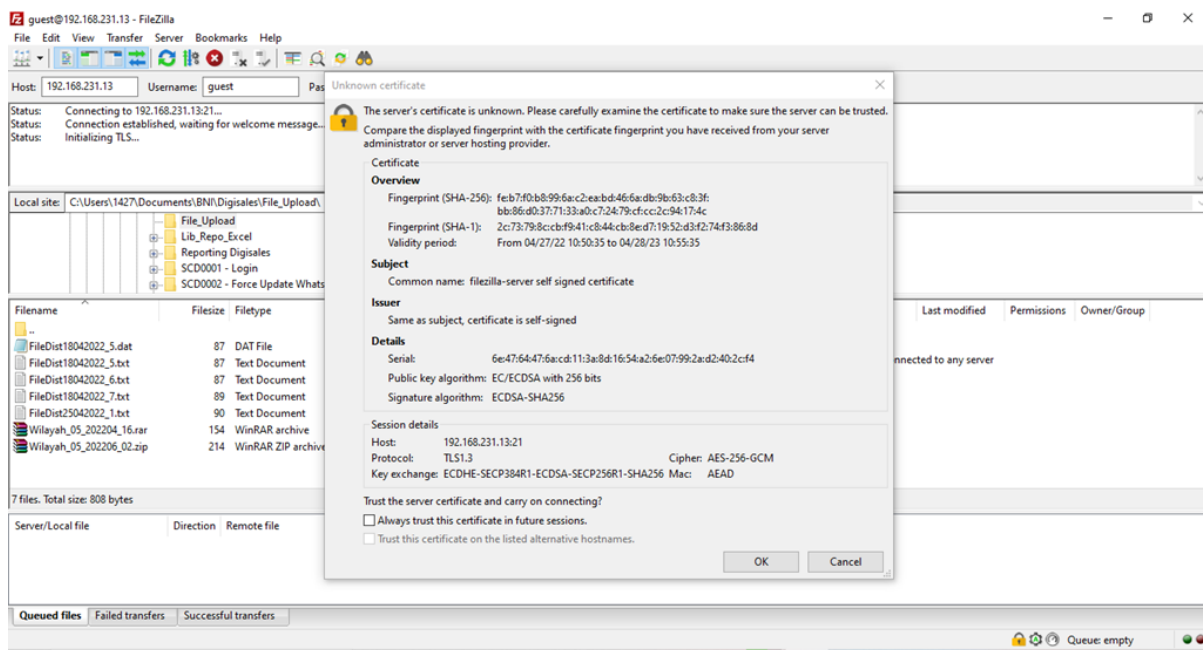 guest@192.168.231.13 - FileZilla
File Edit View Transfer Server Bookmarks Help
Host: 192.168.231.13 Username: guest Pas
Status: Connecting to 192.168.231.13:21...
Status: Connection established, waiting for welcome message...
Status: Initializing TLS...
Local site: C:\Users\1427\Documents\BNI\Digisales\File_Upload\
File_Upload
Lib_Repo_Excel
Reporting Digisales
SCD0001 - Login
SCD0002 - Force Update Whats
Filename Filesize Filetype
..
FileDist18042022_5.dat 87 DAT File
FileDist18042022_5.txt 87 Text Document
FileDist18042022_6.txt 87 Text Document
FileDist18042022_7.txt 89 Text Document
FileDist25042022_1.txt 90 Text Document
Wilayah_05_202204_16.rar 154 WinRAR archive
Wilayah_05_202206_02.zip 214 WinRAR ZIP archive
7 files. Total size: 808 bytes
Server/Local file Direction Remote file
Unknown certificate
The server's certificate is unknown. Please carefully examine the certificate to make sure the server can be trusted.
Compare the displayed fingerprint with the certificate fingerprint you have received from your server
administrator or server hosting provider.
Certificate
Overview
Fingerprint (SHA-256): fe:b7:f0:b8:99:6a:c2:ea:bd:46:6a:db:9b:63:c8:3f:
bb:86:d0:37:71:33:a0:c7:24:79:cf:cc:2c:94:17:4c
Fingerprint (SHA-1): 2c:73:79:8c:cb:f9:41:c8:44:cb:8e:d7:19:52:d3:f2:74:f3:86:8d
Validity period: From 04/27/22 10:50:35 to 04/28/23 10:55:35
Subject
Common name: filezilla-server self signed certificate
Issuer
Same as subject, certificate is self-signed
Details
Serial: 6e:47:64:47:6a:cd:11:3a:8d:16:54:a2:6e:07:99:2a:d2:40:2c:f4
Public key algorithm: EC/ECDSA with 256 bits
Signature algorithm: ECDSA-SHA256
Session details
Host: 192.168.231.13:21
Protocol: TLS1.3 Cipher: AES-256-GCM
Key exchange: ECDHE-SECP384R1-ECDSA-SECP256R1-SHA256 Mac: AEAD
Trust the server certificate and carry on connecting?
Always trust this certificate in future sessions.
Trust this certificate on the listed alternative hostnames.
OK Cancel
Last modified Permissions Owner/Group
nnected to any server
Queued files Failed transfers Successful transfers
Queue: empty